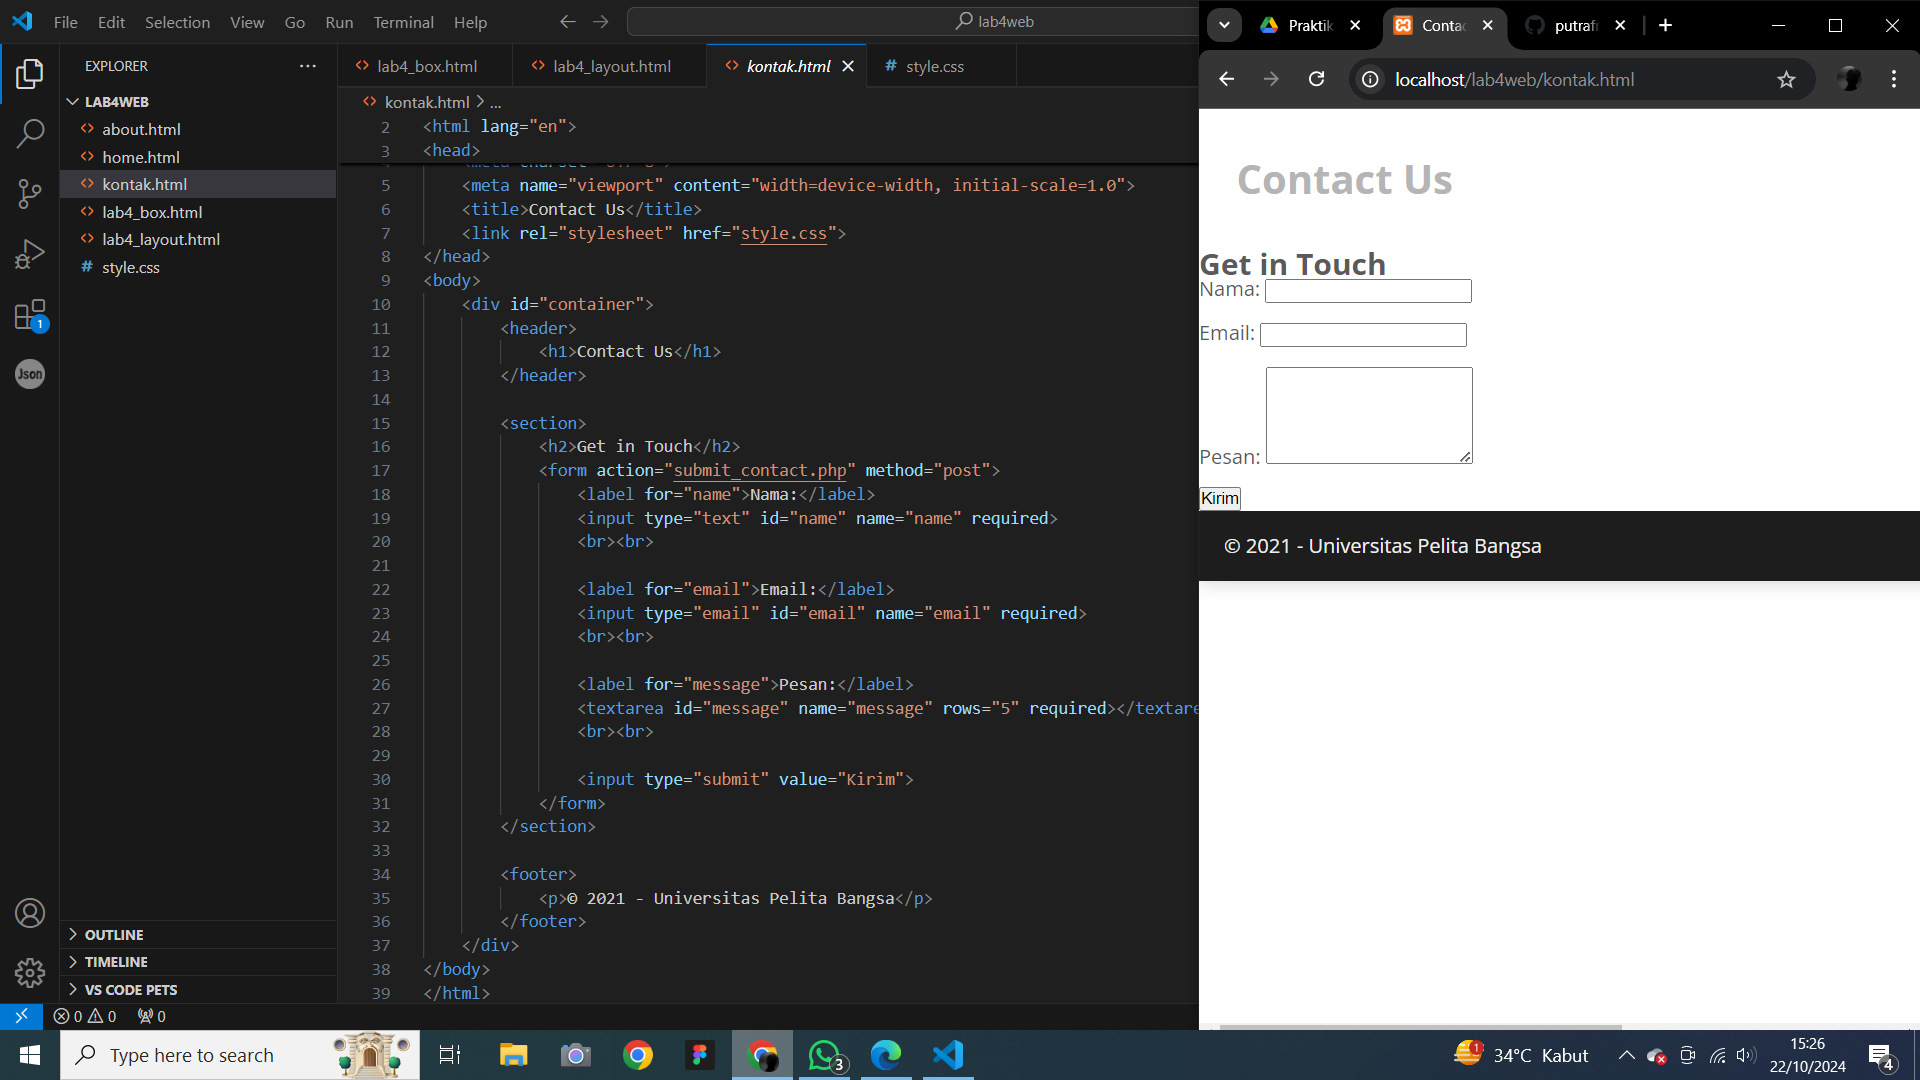 File Edit Selection View Go Run Terminal Help
lab4web
EXPLORER
LAB4WEB
about.html
home.html
kontak.html
lab4_box.html
lab4_layout.html
# style.css
1
Json
OUTLINE
TIMELINE
VS CODE PETS
lab4_box.html
lab4_layout.html
kontak.html
# style.css
kontak.html > ...
2 <html lang="en">
3 <head>
5 <meta name="viewport" content="width=device-width, initial-scale=1.0">
6 <title>Contact Us</title>
7 <link rel="stylesheet" href="style.css">
8 </head>
9 <body>
10 <div id="container">
11 <header>
12 <h1>Contact Us</h1>
13 </header>
14
15 <section>
16 <h2>Get in Touch</h2>
17 <form action="submit_contact.php" method="post">
18 <label for="name">Nama:</label>
19 <input type="text" id="name" name="name" required>
20 <br><br>
21
22 <label for="email">Email:</label>
23 <input type="email" id="email" name="email" required>
24 <br><br>
25
26 <label for="message">Pesan:</label>
27 <textarea id="message" name="message" rows="5" required></textare
28 <br><br>
29
30 <input type="submit" value="Kirim">
31 </form>
32 </section>
33
34 <footer>
35 <p>© 2021 - Universitas Pelita Bangsa</p>
36 </footer>
37 </div>
38 </body>
39 </html>
0 0 0
Praktik
Contac
putrafr
localhost/lab4web/kontak.html
Contact Us
Get in Touch
Nama:
Email:
Pesan:
Kirim
© 2021 - Universitas Pelita Bangsa
Type here to search
3
1
34°C Kabut
15:26
22/10/2024
4